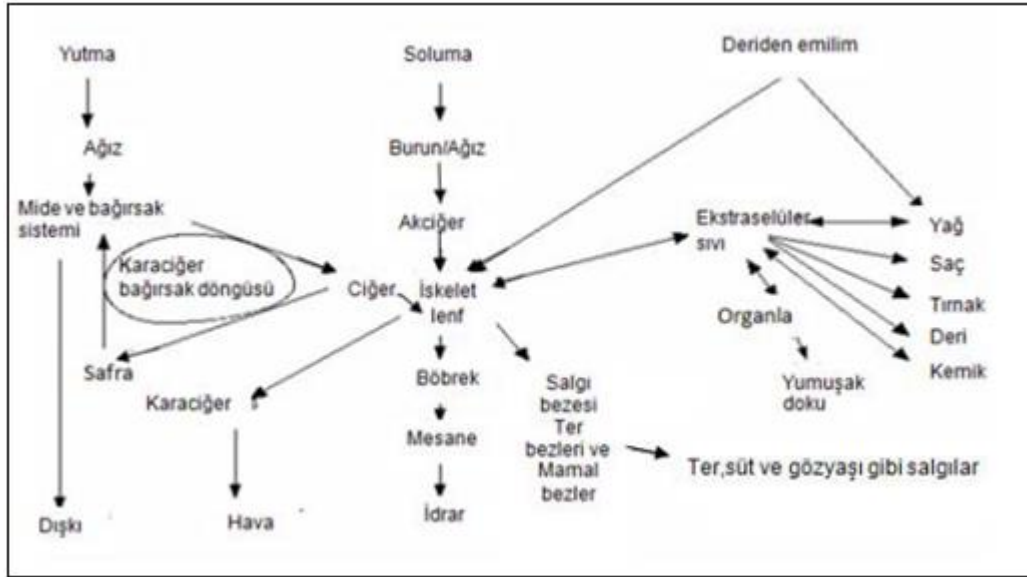 Yutma
Soluma
Deriden emilim
Ağız
Burun/Ağız
Mide ve bağırsak
sistemi
Akciğer
Ekstraselüler
sıvı
Yağ
Saç
Tırnak
Deri
Kemik
Karaciğer
bağırsak döngüsü
Ciğer
İskelet
lenf
Organla
Yumuşak
doku
Safra
Karaciğer
Böbrek
Mesane
İdrar
Salgı
bezesi
Ter
bezleri ve
Mamal
bezler
Ter,süt ve gözyaşı gibi salgılar
Dışkı
Hava